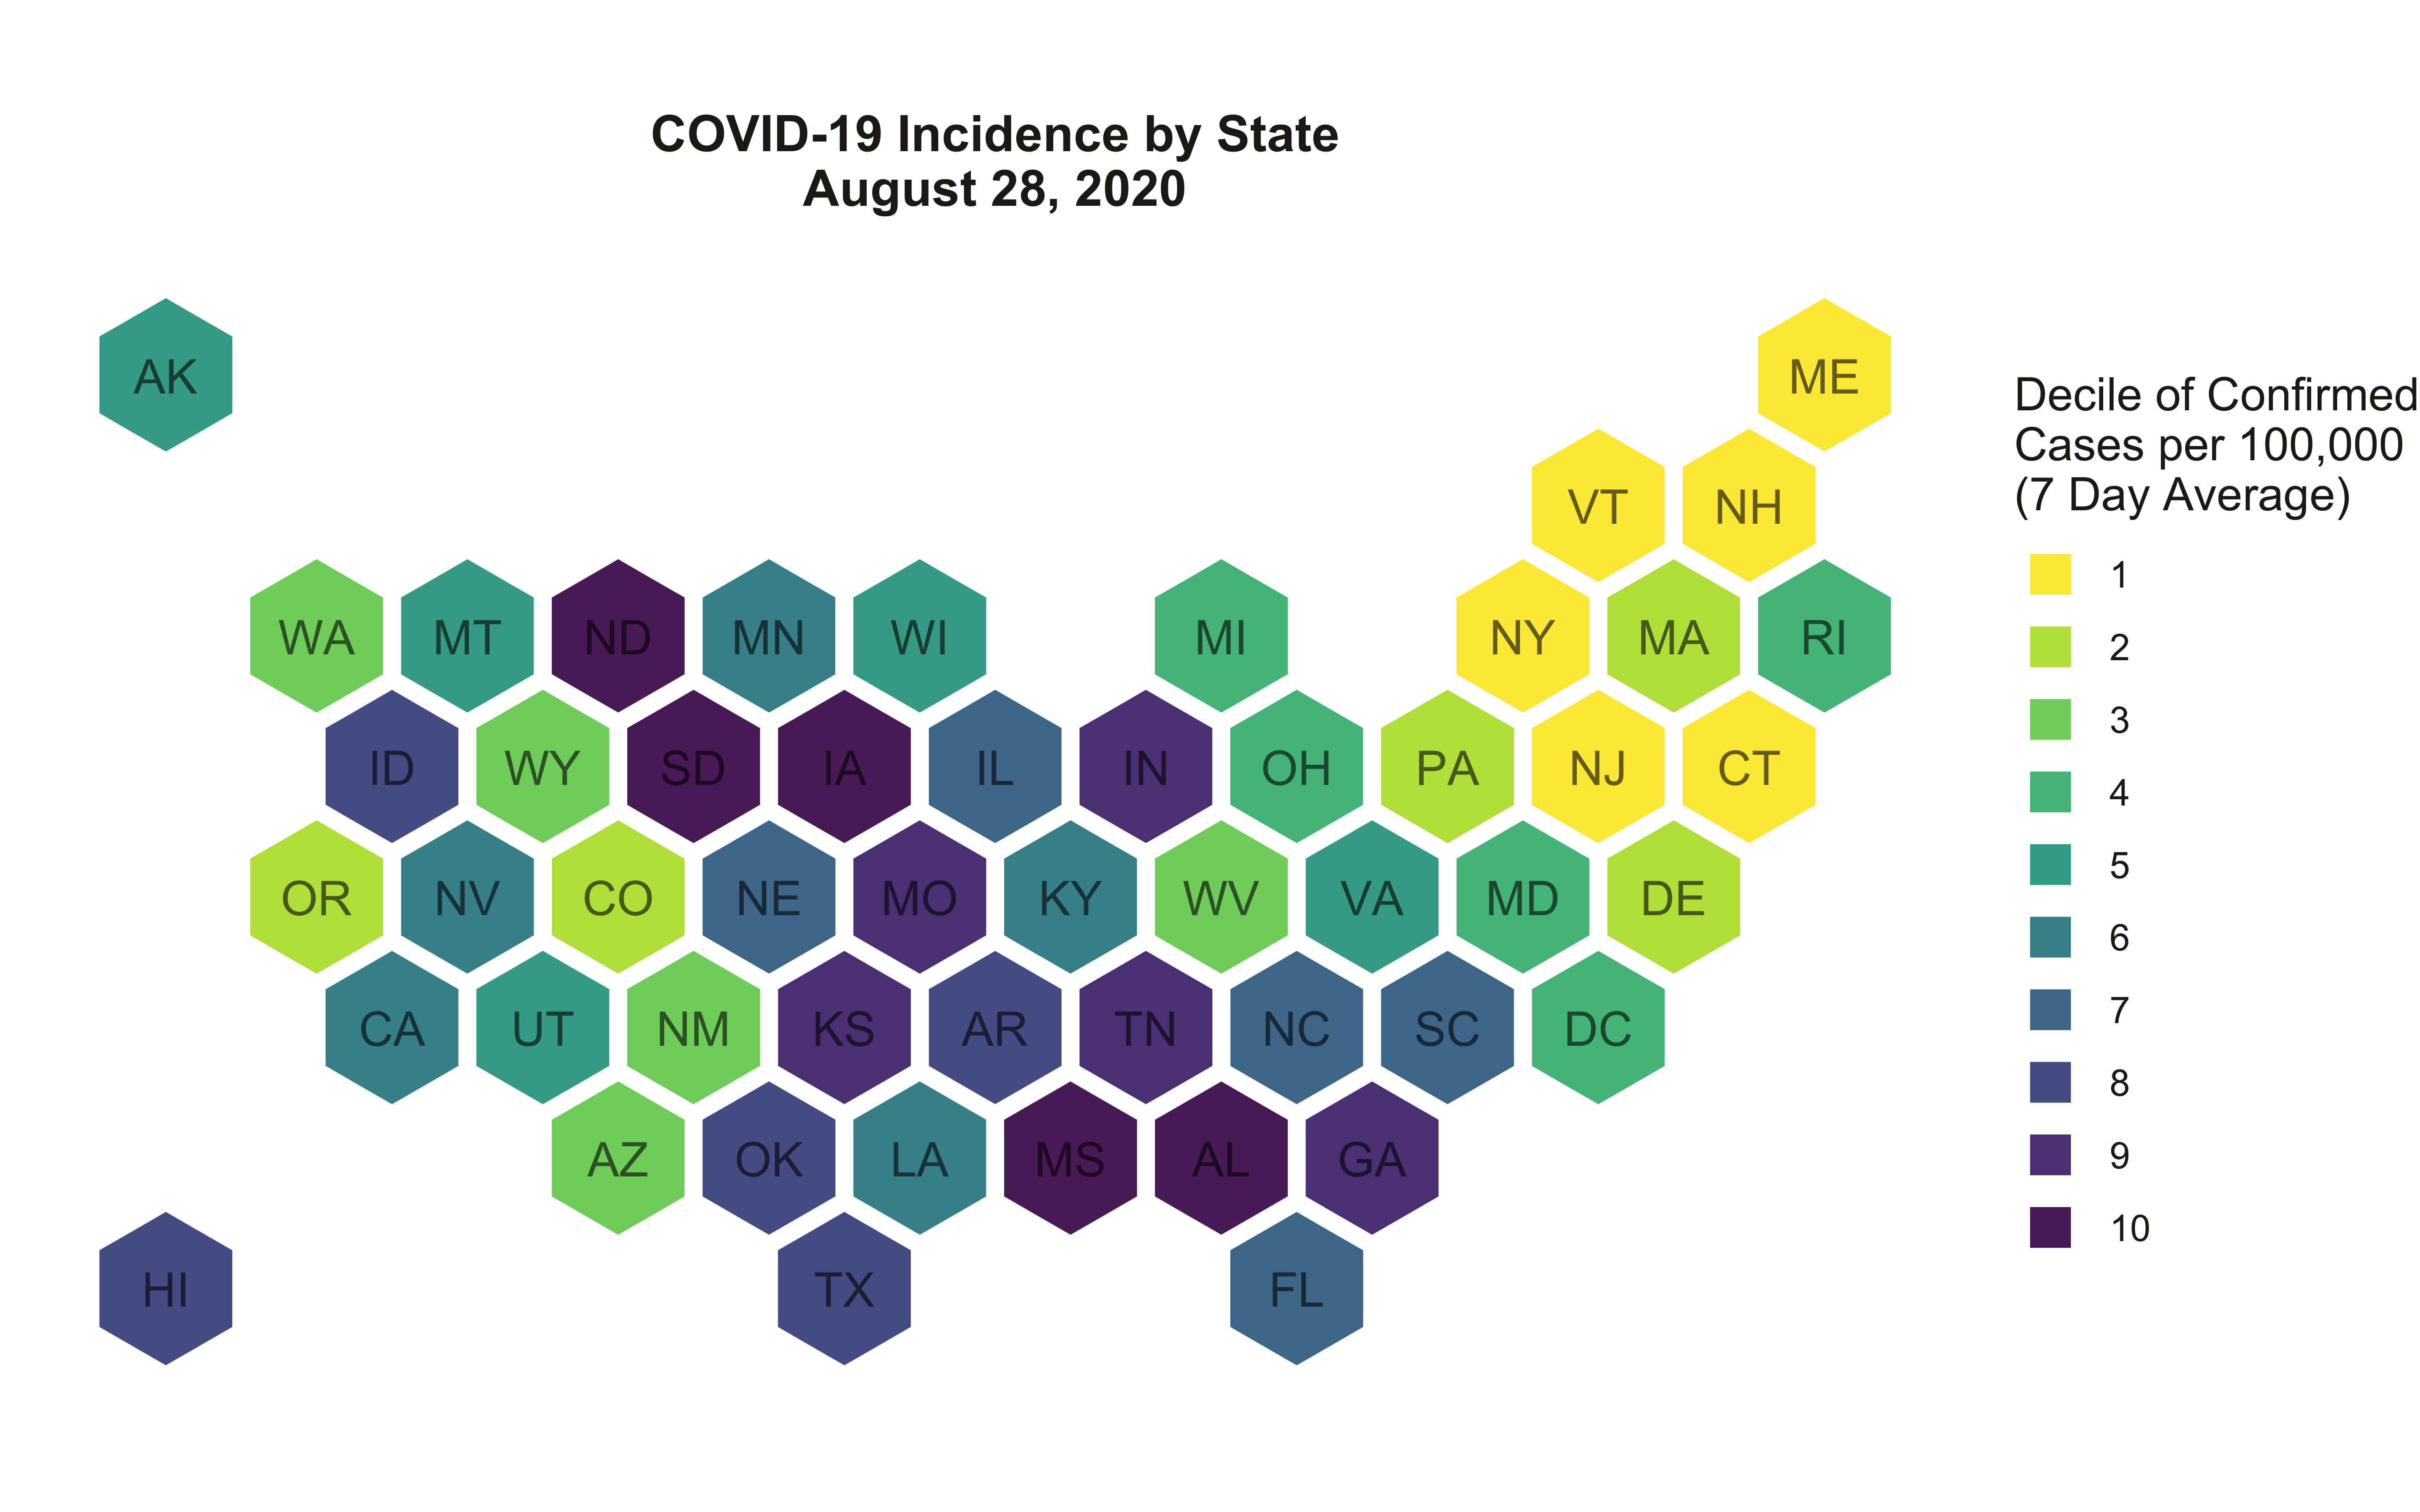 COVID-19 Incidence by State
August 28, 2020
AK
ME
VT NH
WA MT ND MN WI MI NY MA RI
ID WY SD IA IL IN OH PA NJ CT
OR NV CO NE MO KY WV VA MD DE
CA UT NM KS AR TN NC SC DC
AZ OK LA MS AL GA
HI TX FL
Decile of Confirmed
Cases per 100,000
(7 Day Average)
1
2
3
4
5
6
7
8
9
10